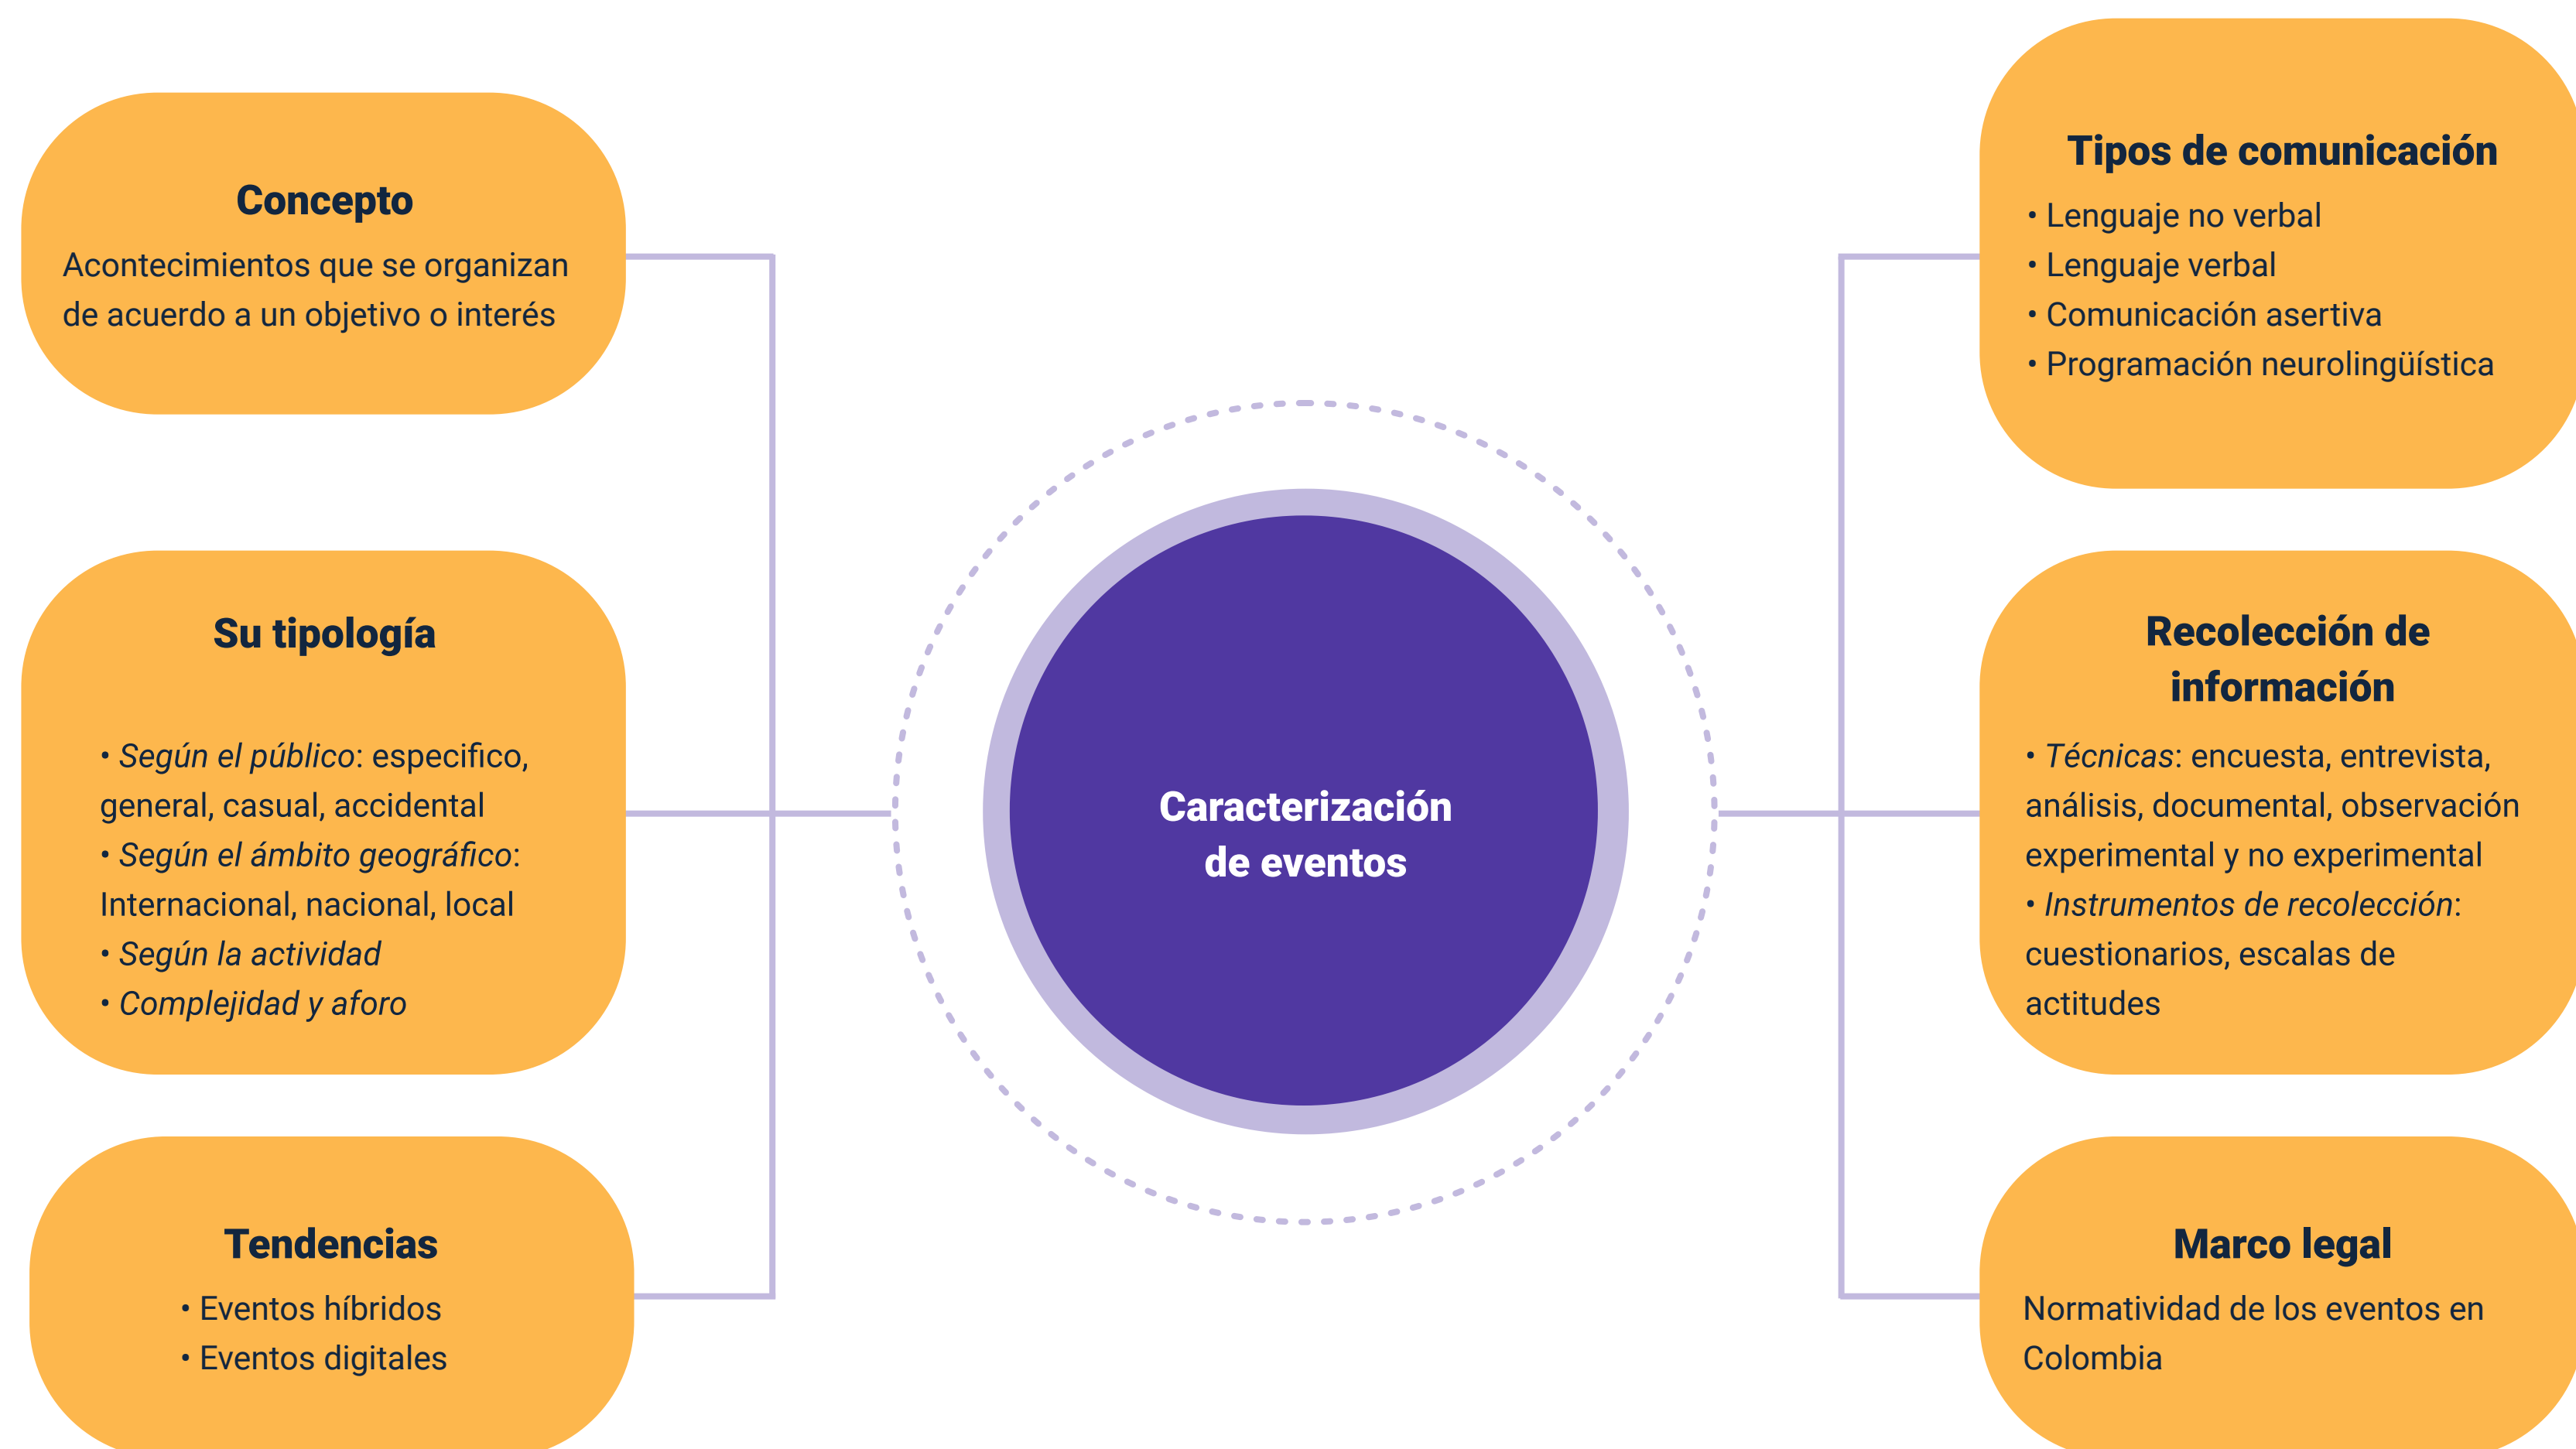 Concepto
Acontecimientos que se organizan
de acuerdo a un objetivo o interés
Su tipología
• Según el público: especifico,
general, casual, accidental
• Según el ámbito geográfico:
Internacional, nacional, local
• Según la actividad
• Complejidad y aforo
Tendencias
• Eventos híbridos
• Eventos digitales
Caracterización
de eventos
Tipos de comunicación
• Lenguaje no verbal
• Lenguaje verbal
• Comunicación asertiva
• Programación neurolingüística
Recolección de
información
• Técnicas: encuesta, entrevista,
análisis, documental, observación
experimental y no experimental
• Instrumentos de recolección:
cuestionarios, escalas de
actitudes
Marco legal
Normatividad de los eventos en
Colombia